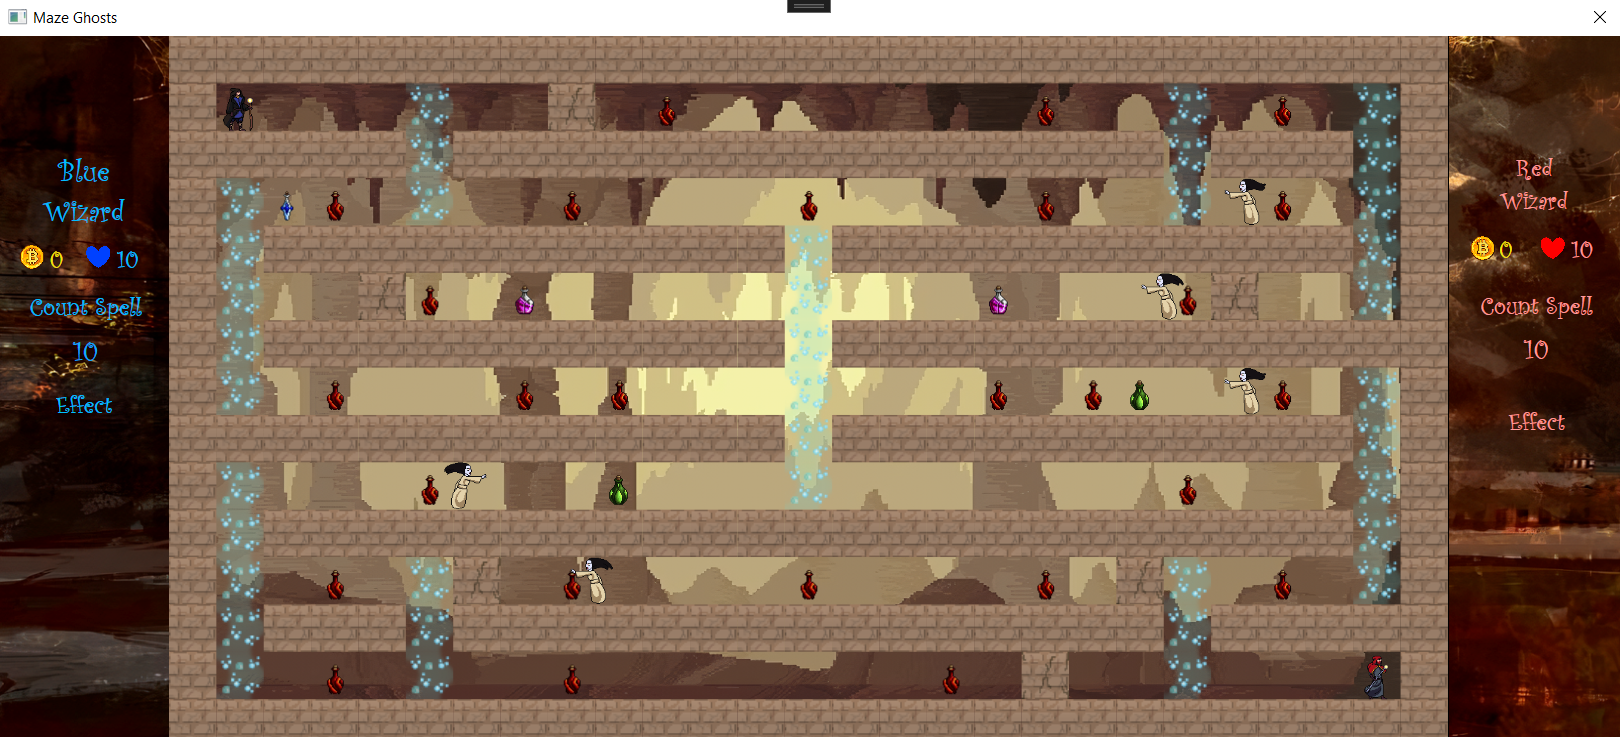 Maze Ghosts
Blue
Wizard
0 10
Count Spell
10
Effect
Red
Wizard
0 10
Count Spell
10
Effect